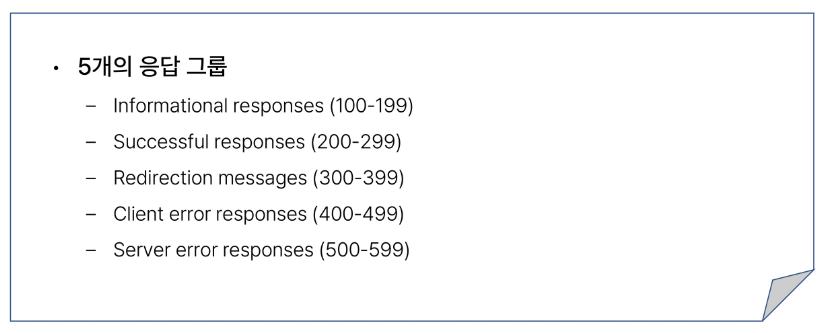 • 5개의 응답 그룹
– Informational responses (100-199)
– Successful responses (200-299)
– Redirection messages (300-399)
– Client error responses (400-499)
– Server error responses (500-599)